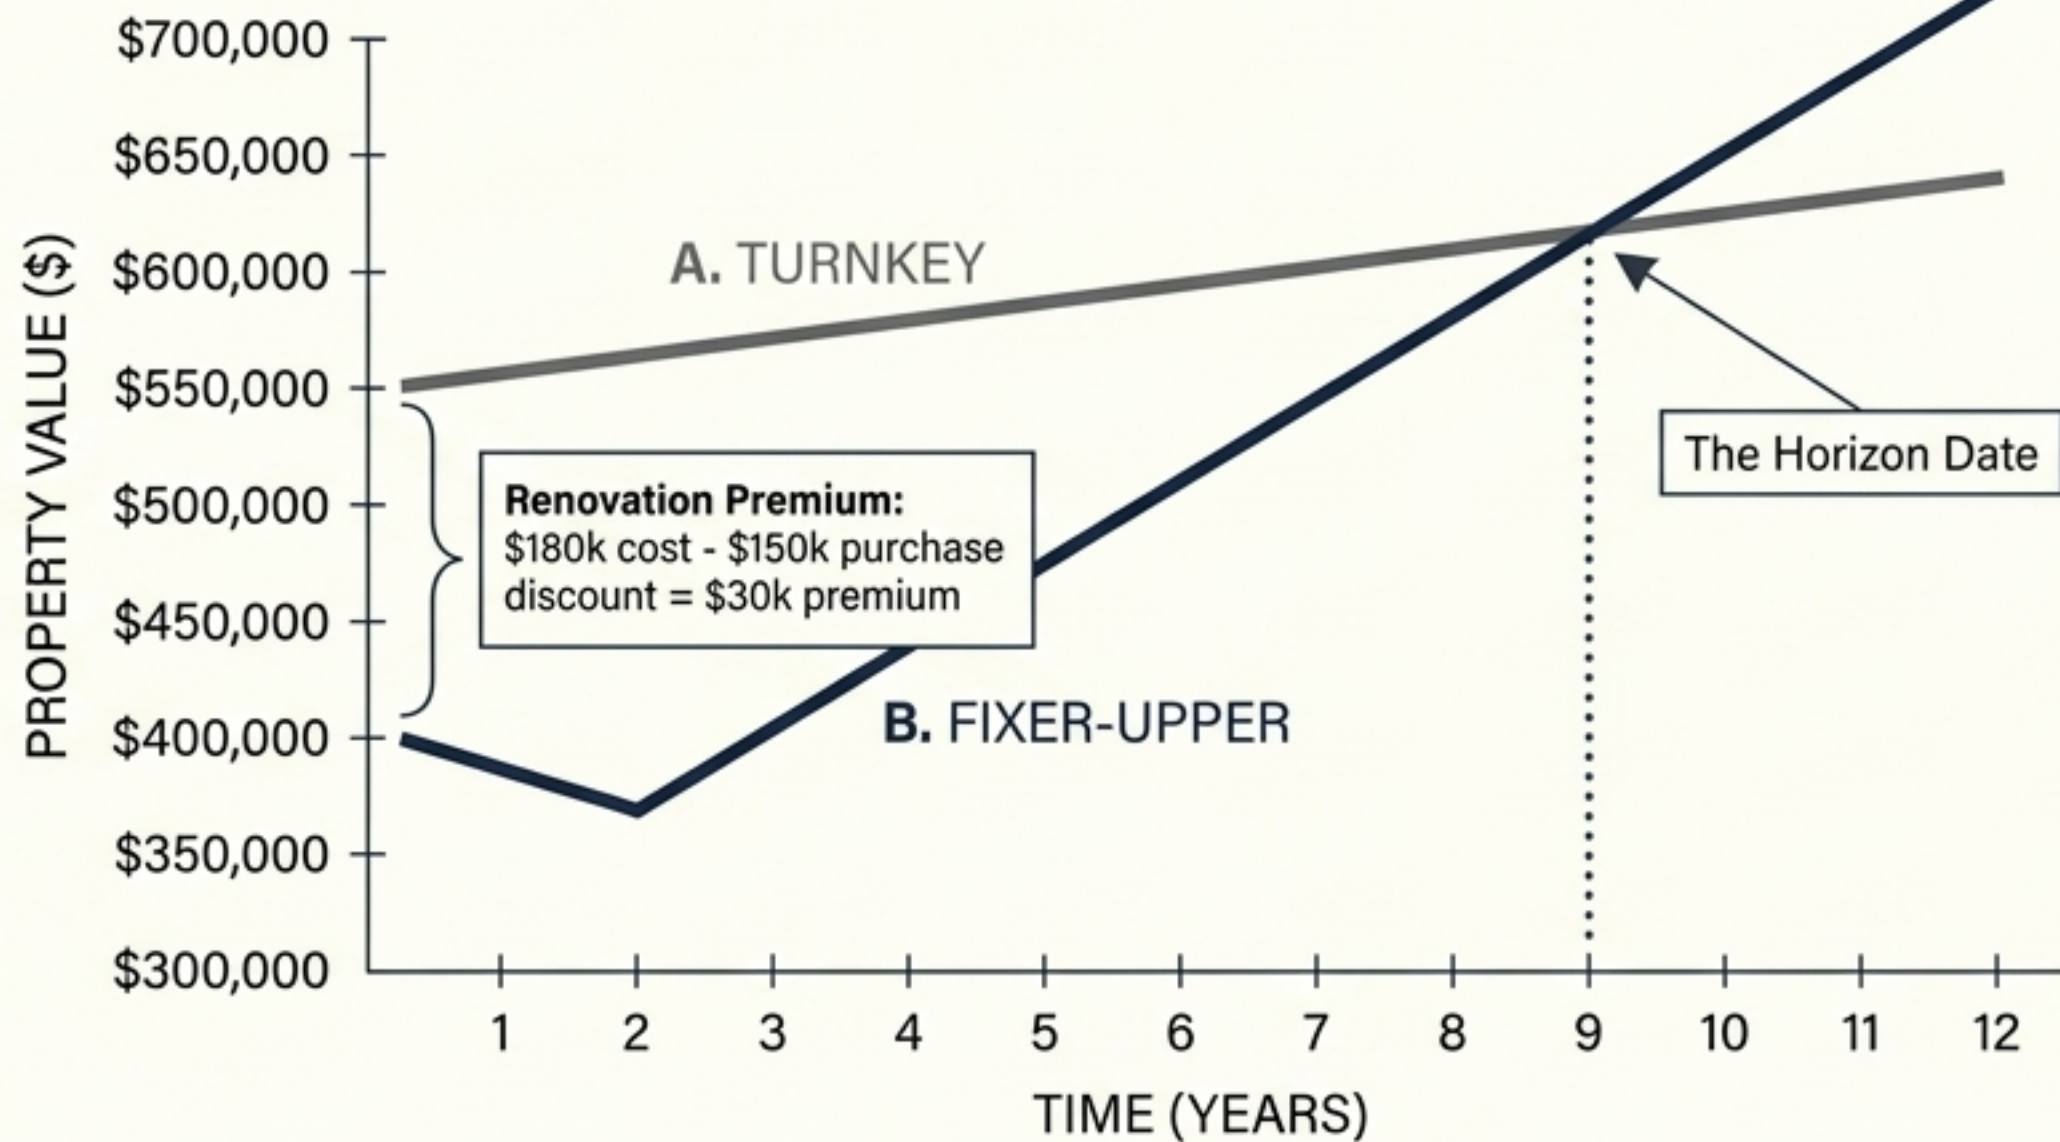 PROPERTY VALUE ($)
$700,000
$650,000
$600,000
$550,000
$500,000
$450,000
$400,000
$350,000
$300,000
A. TURNKEY
Renovation Premium:
$180k cost - $150k purchase
discount = $30k premium
The Horizon Date
B. FIXER-UPPER
1 2 3 4 5 6 7 8 9 10 11 12
TIME (YEARS)